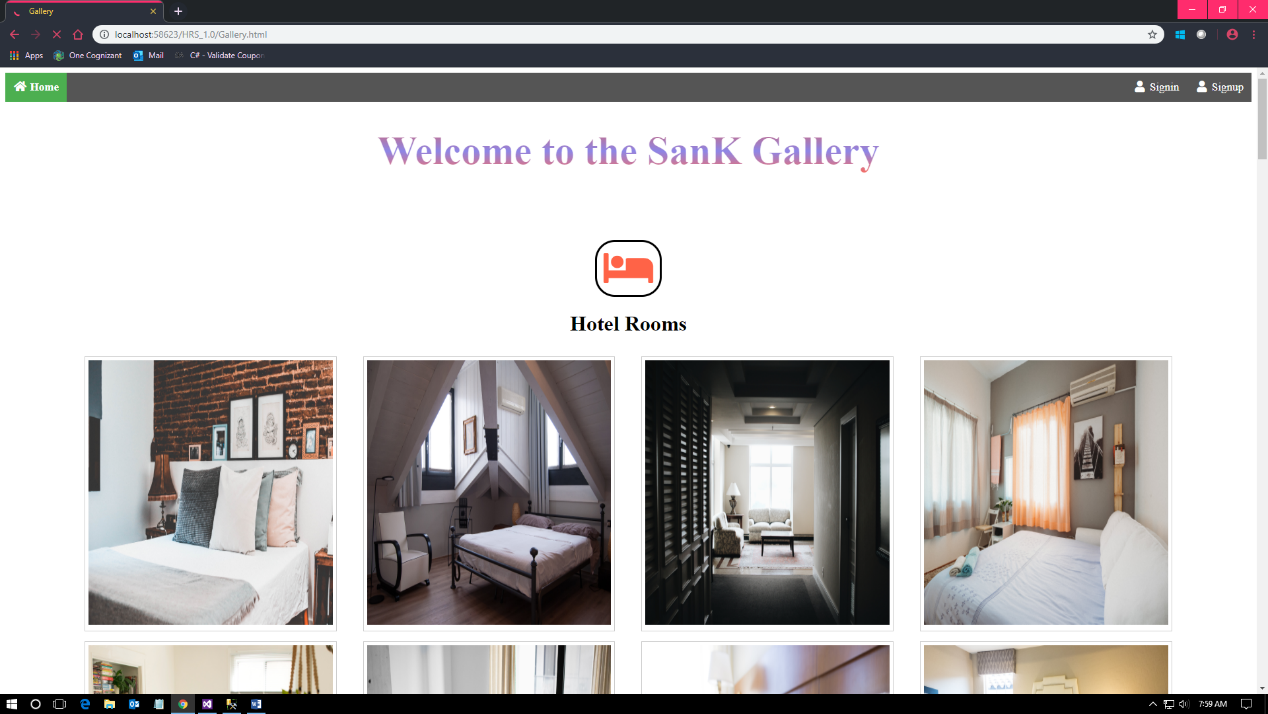 Gallery
localhost:58623/HRS_1.0/Gallery.html
Apps One Cognizant Mail C# - Validate Coupon
Home Signin Signup
Welcome to the SanK Gallery
Hotel Rooms
7:59 AM